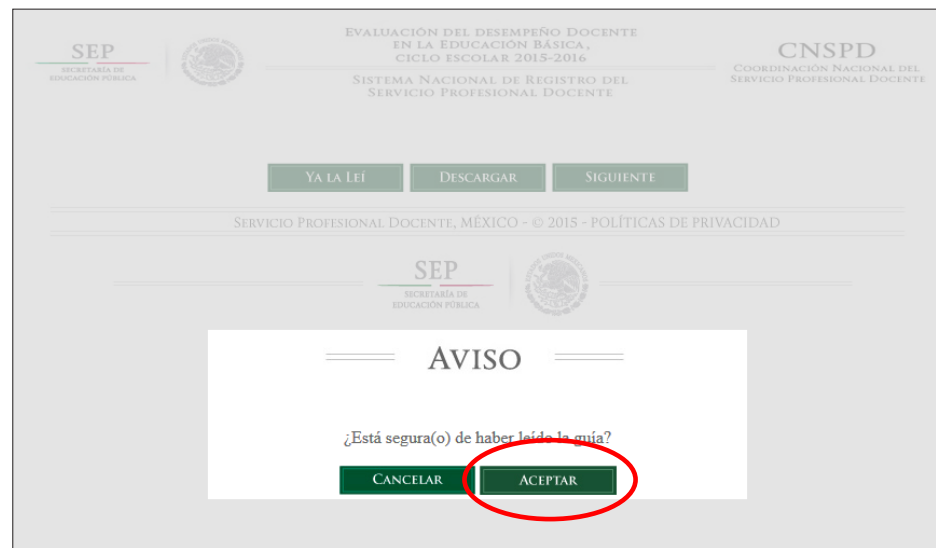 SEP
SECRETARÍA DE
EDUCACIÓN PÚBLICA
EVALUACIÓN DEL DESEMPEÑO DOCENTE
EN LA EDUCACIÓN BÁSICA,
CICLO ESCOLAR 2015-2016
SISTEMA NACIONAL DE REGISTRO DEL
SERVICIO PROFESIONAL DOCENTE
CNSPD
COORDINACIÓN NACIONAL DEL
SERVICIO PROFESIONAL DOCENTE
YA LA LEÍ
DESCARGAR
SIGUIENTE
SERVICIO PROFESIONAL DOCENTE, MÉXICO - © 2015 - POLÍTICAS DE PRIVACIDAD
SEP
SECRETARÍA DE
EDUCACIÓN PÚBLICA
AVISO
¿Está segura(o) de haber leído la guía?
CANCELAR
ACEPTAR